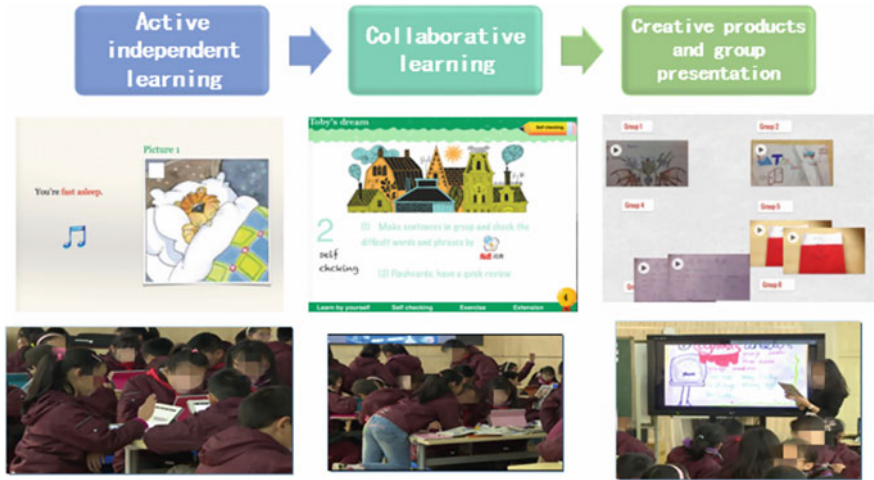 Active
independent
learning
Collaborative
learning
Creative products
and group
presentation
Toby's dream
Self checking
Picture 1
You're fast asleep.
2
self
chcking
(1) Make sentences in group and check the
difficult words and phrases by
(2) Flashcards, have a quick review
4
Learn by yourself Self checking Exercise Extension
Group 1
Group 2
Group 4
Group 5
Group 6